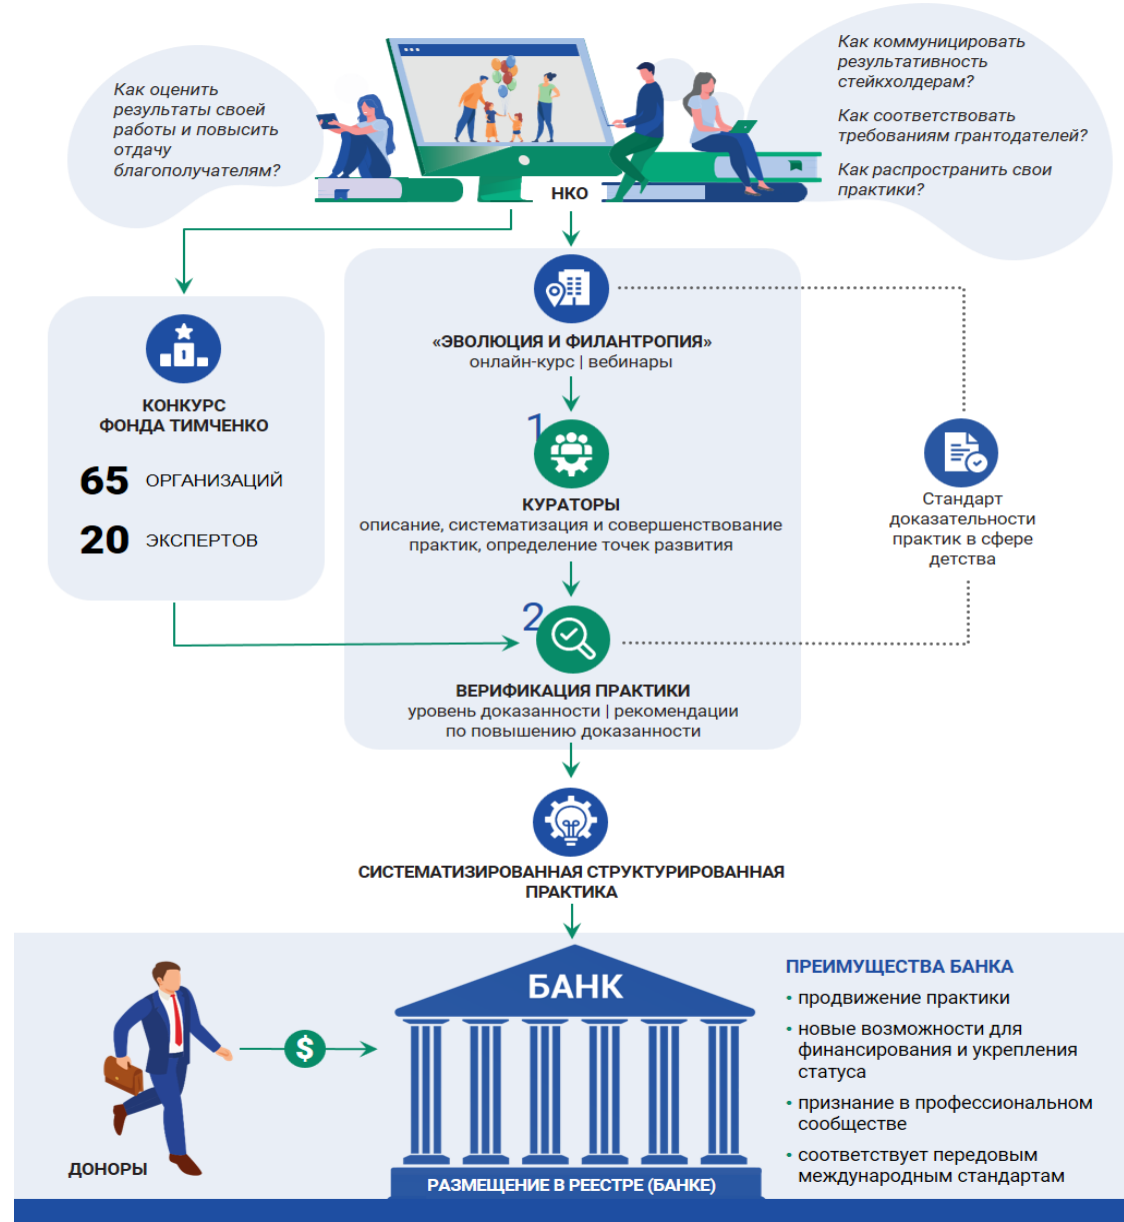 Как оценить
результаты своей
работы и повысить
отдачу
благополучателям?
Как коммуницировать
результативность
стейкхолдерам?
Как соответствовать
требованиям грантодателей?
Как распространить свои
практики?
НКО
«ЭВОЛЮЦИЯ И ФИЛАНТРОПИЯ»
онлайн-курс | вебинары
КОНКУРС
ФОНДА ТИМЧЕНКО
65 ОРГАНИЗАЦИЙ
20 ЭКСПЕРТОВ
1
КУРАТОРЫ
описание, систематизация и совершенствование
практик, определение точек развития
Стандарт
доказательности
практик в сфере
детства
2
ВЕРИФИКАЦИЯ ПРАКТИКИ
уровень доказанности | рекомендации
по повышению доказанности
СИСТЕМАТИЗИРОВАННАЯ СТРУКТУРИРОВАННАЯ
ПРАКТИКА
ДОНОРЫ
$
БАНК
РАЗМЕЩЕНИЕ В РЕЕСТРЕ (БАНКЕ)
ПРЕИМУЩЕСТВА БАНКА
• продвижение практики
• новые возможности для
финансирования и укрепления
статуса
• признание в профессиональном
сообществе
• соответствует передовым
международным стандартам